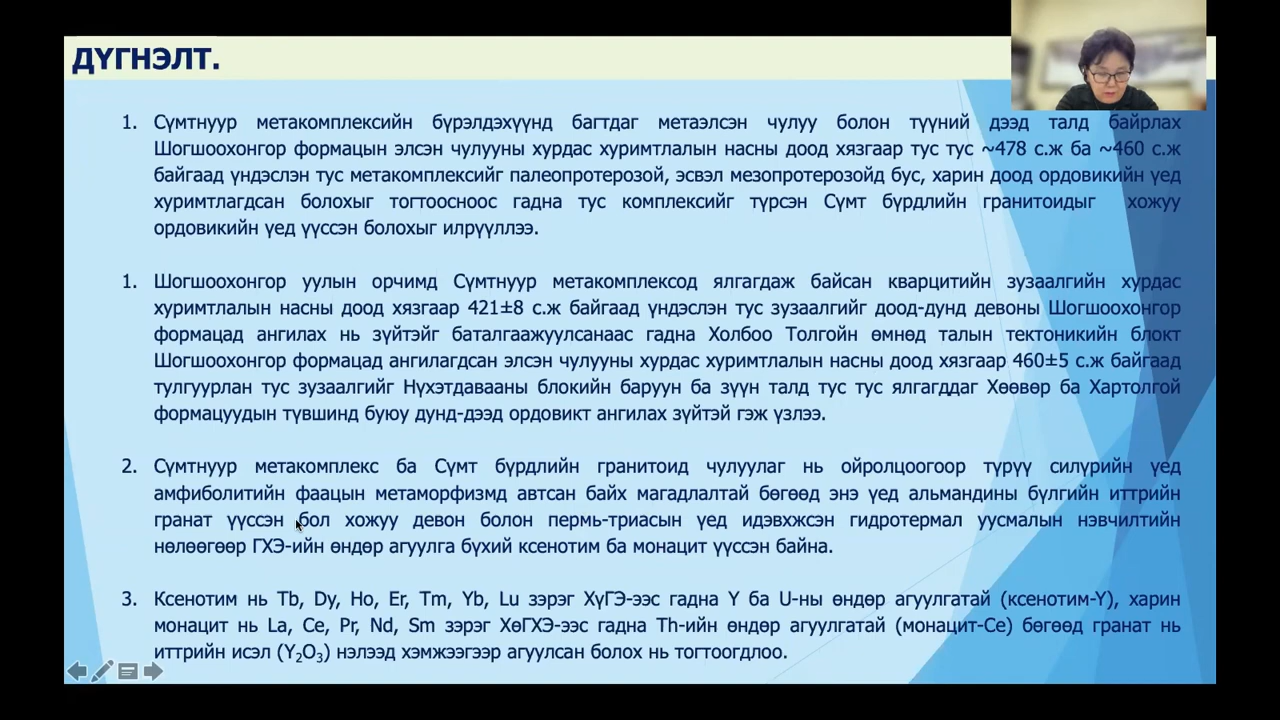 ДҮГНЭЛТ.
1. Сүмтнуур метакомплексийн бүрэлдэхүүнд багтдаг метаэлсэн чулуу болон түүний дээд талд байрлах
Шогшоохонгор формацын элсэн чулууны хурдас хуримтлалын насны доод хязгаар тус тус ~478 с.ж ба ~460 с.ж
байгаад үндэслэн тус метакомплексийг палеопротерозой, эсвэл мезопротерозойд бус, харин доод ордовикийн үед
хуримтлагдсан болохыг тогтоосноос гадна тус комплексийг түрсэн Сүмт бүрдлийн гранитоидыг хожуу
ордовикийн үед үүссэн болохыг илрүүллээ.
1. Шогшоохонгор уулын орчимд Сүмтнуур метакомплексод ялгагдаж байсан кварцитийн зузаалгийн хурдас
хуримтлалын насны доод хязгаар 421±8 с.ж байгаад үндэслэн тус зузаалгийг доод-дунд девоны Шогшоохонгор
формацад ангилах нь зүйтэйг баталгаажуулсанаас гадна Холбоо Толгойн өмнөд талын тектоникийн блокт
Шогшоохонгор формацад ангилагдсан элсэн чулууны хурдас хуримтлалын насны доод хязгаар 460±5 с.ж байгаад
тулгуурлан тус зузаалгийг Нүхэтдавааны блокийн баруун ба зүүн талд тус тус ялгагддаг Хөөвөр ба Хартолгой
формацуудын түвшинд буюу дунд-дээд ордовикт ангилах зүйтэй гэж үзлээ.
2. Сүмтнуур метакомплекс ба Сүмт бүрдлийн гранитоид чулуулаг нь ойролцоогоор түрүү силүрийн үед
амфиболитийн фаацын метаморфизмд автсан байх магадлалтай бөгөөд энэ үед альмандины бүлгийн иттрийн
гранат үүссэн бол хожуу девон болон пермь-триасын үед идэвхжсэн гидротермал уусмалын нэвчилтийн
нөлөөгөөр ГХЭ-ийн өндөр агуулга бүхий ксенотим ба монацит үүссэн байна.
3. Ксенотим нь Tb, Dy, Ho, Er, Tm, Yb, Lu зэрэг ХүГЭ-ээс гадна Y ба U-ны өндөр агуулгатай (ксенотим-Y), харин
монацит нь La, Ce, Pr, Nd, Sm зэрэг ХөГХЭ-ээс гадна Th-ийн өндөр агуулгатай (монацит-Ce) бөгөөд гранат нь
иттрийн исэл (Y₂O₃) нэлээд хэмжээгээр агуулсан болох нь тогтоогдлоо.